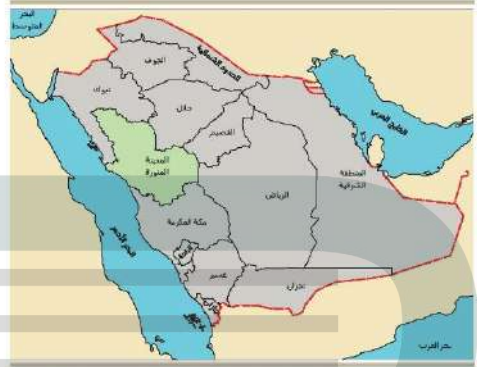 البحر
المتوسط
الحدود الشمالية
الجوف
تبوك
حائل
القصيم
الخليج العربي
المدينة
المنورة
المنطقة
الشرقية
الرياض
مكة المكرمة
البحر الأحمر
عسير
نجران
جازان
بحر العرب